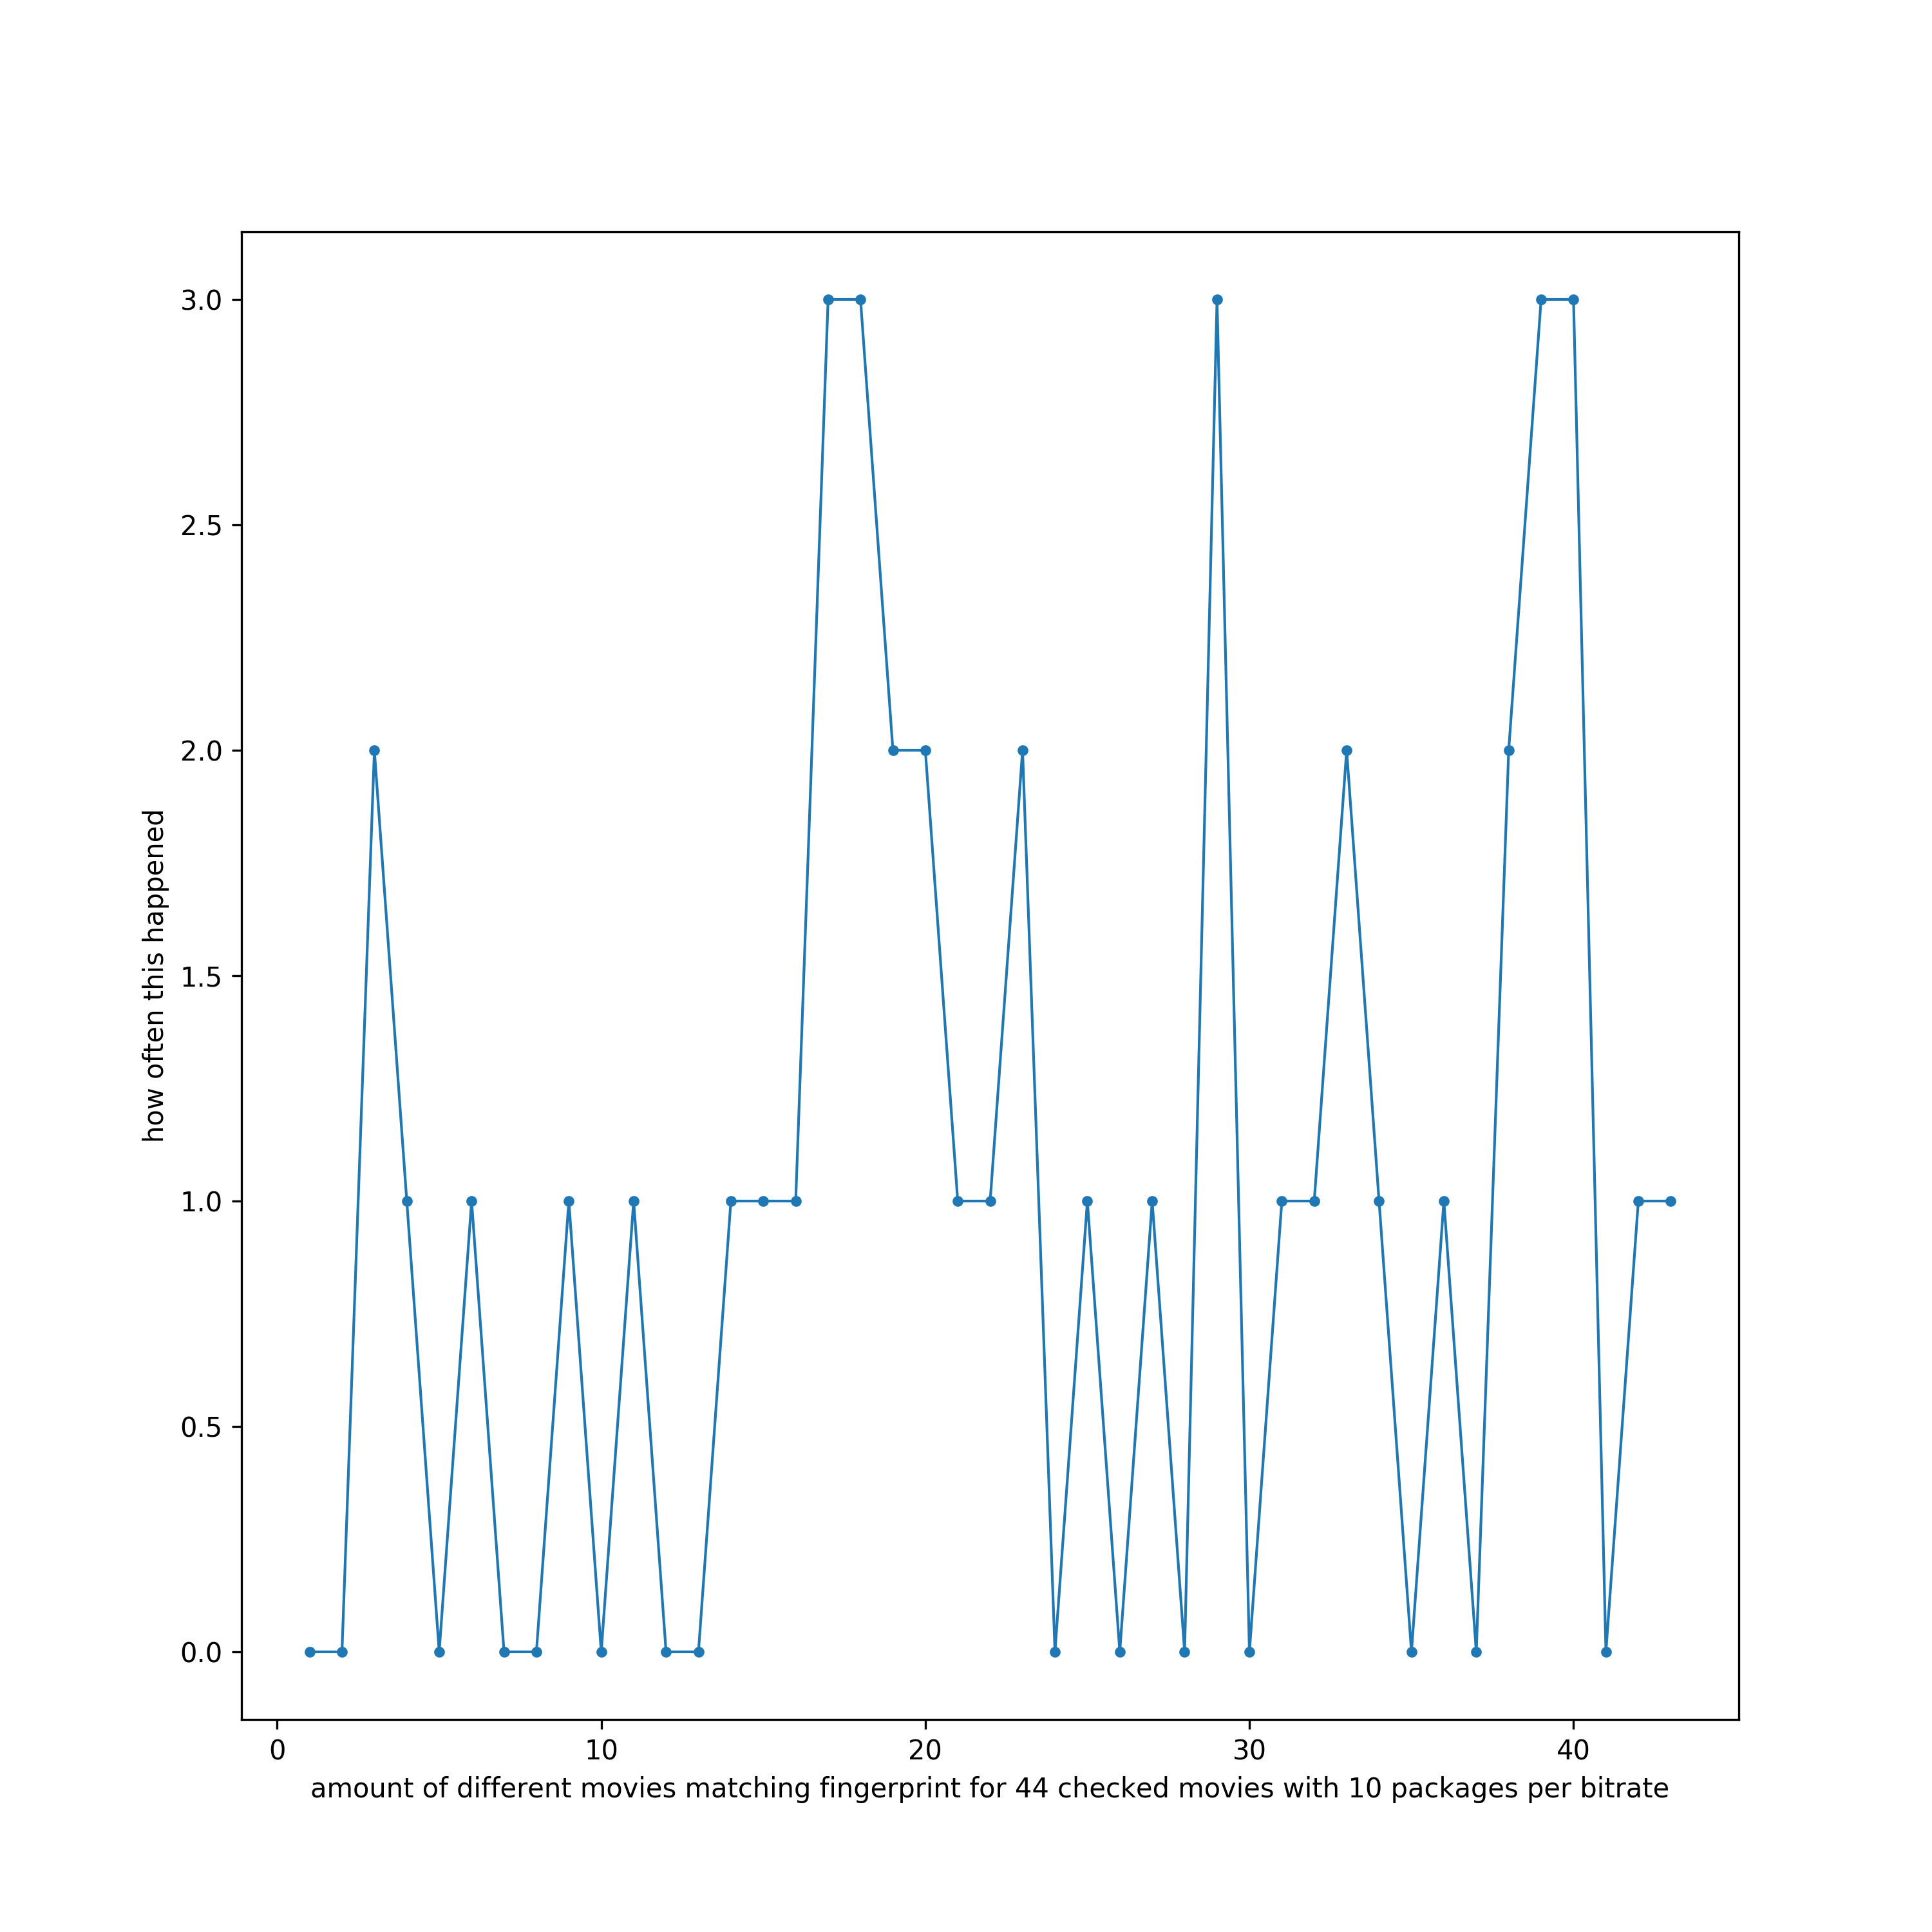 3.0
2.5
2.0
1.5
1.0
0.5
0.0
how often this happened
0 10 20 30 40
amount of different movies matching fingerprint for 44 checked movies with 10 packages per bitrate